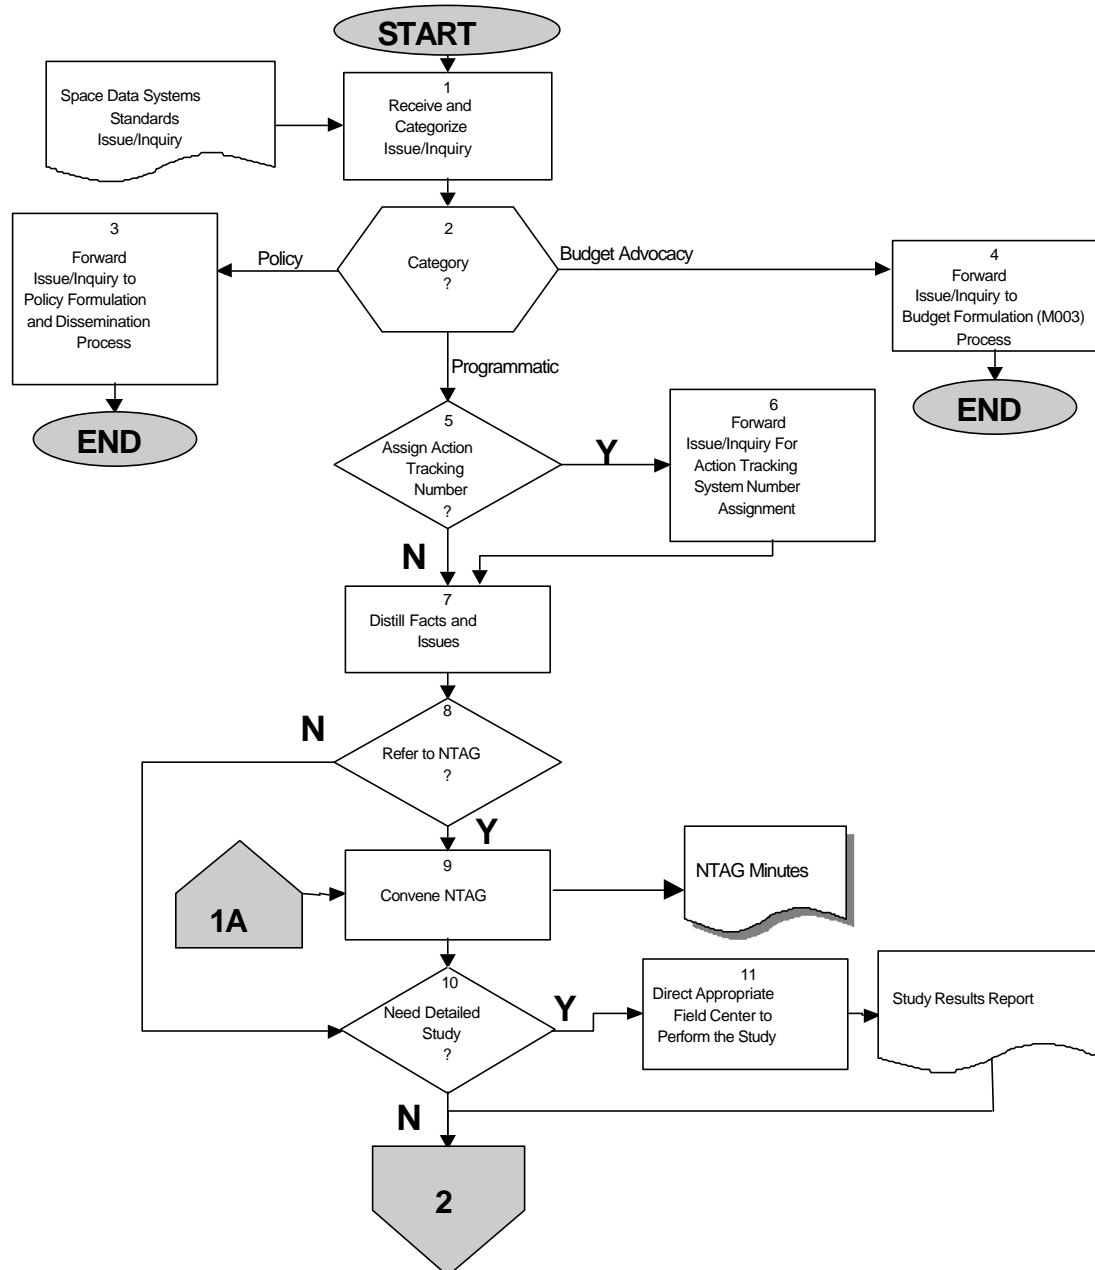 START
Space Data Systems
Standards
Issue/Inquiry
1
Receive and
Categorize
Issue/Inquiry
3
Forward
Issue/Inquiry to
Policy Formulation
and Dissemination
Process
Policy
2
Category
?
Budget Advocacy
4
Forward
Issue/Inquiry to
Budget Formulation (M003)
Process
Programmatic
END
END
5
Assign Action
Tracking
Number
?
Y
6
Forward
Issue/Inquiry For
Action Tracking
System Number
Assignment
N
7
Distill Facts and
Issues
N
8
Refer to NTAG
?
Y
1A
9
Convene NTAG
NTAG Minutes
10
Need Detailed
Study
?
Y
11
Direct Appropriate
Field Center to
Perform the Study
Study Results Report
N
2